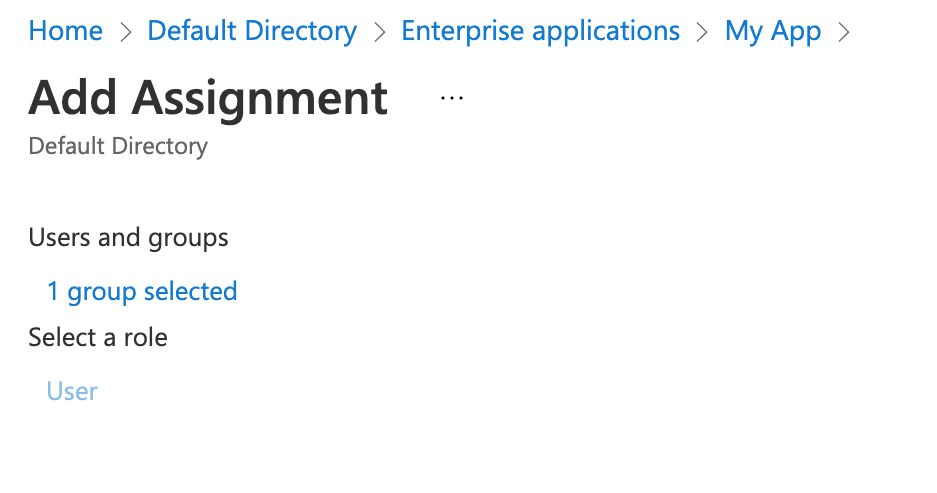 Home > Default Directory > Enterprise applications > My App >
Add Assignment ...
Default Directory
Users and groups
1 group selected
Select a role
User